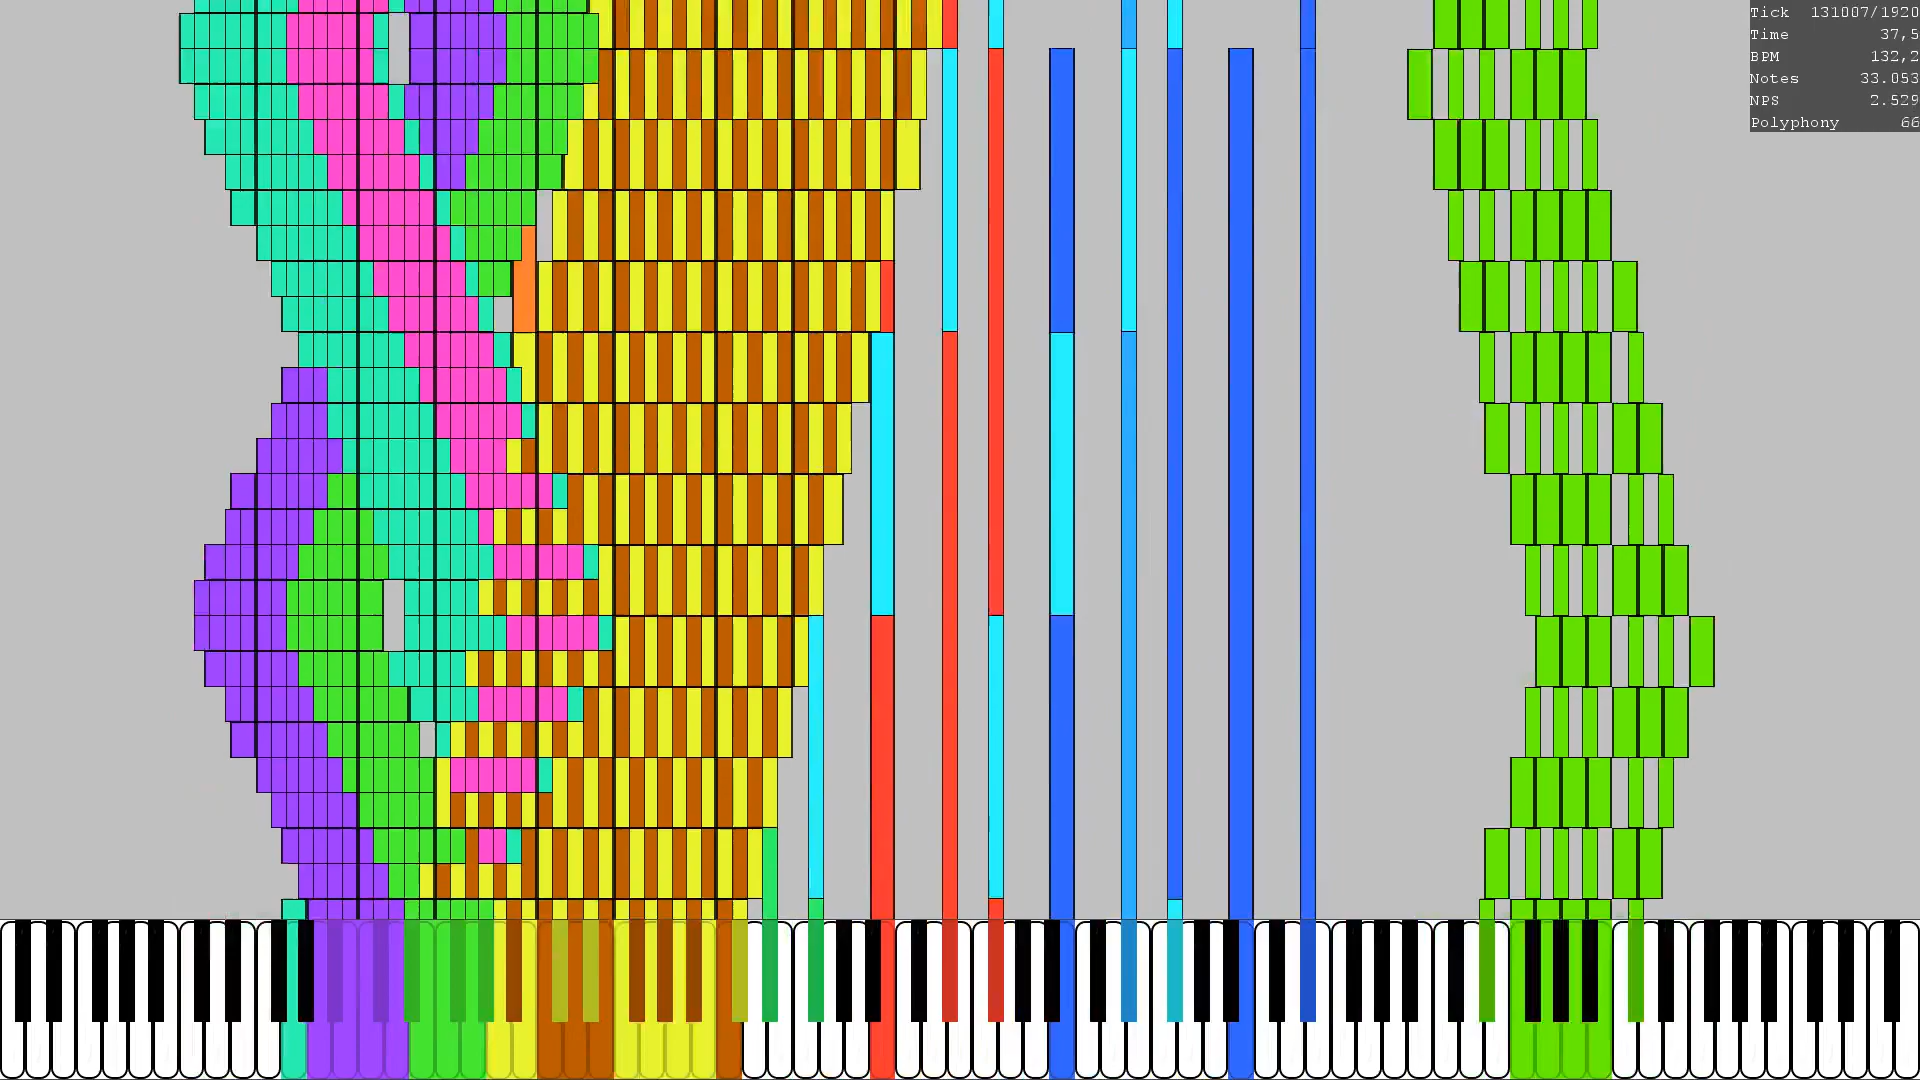 Tick 131007/1920
Time 37,5
BPM 132,2
Notes 33.053
NPS 2.529
Polyphony 66